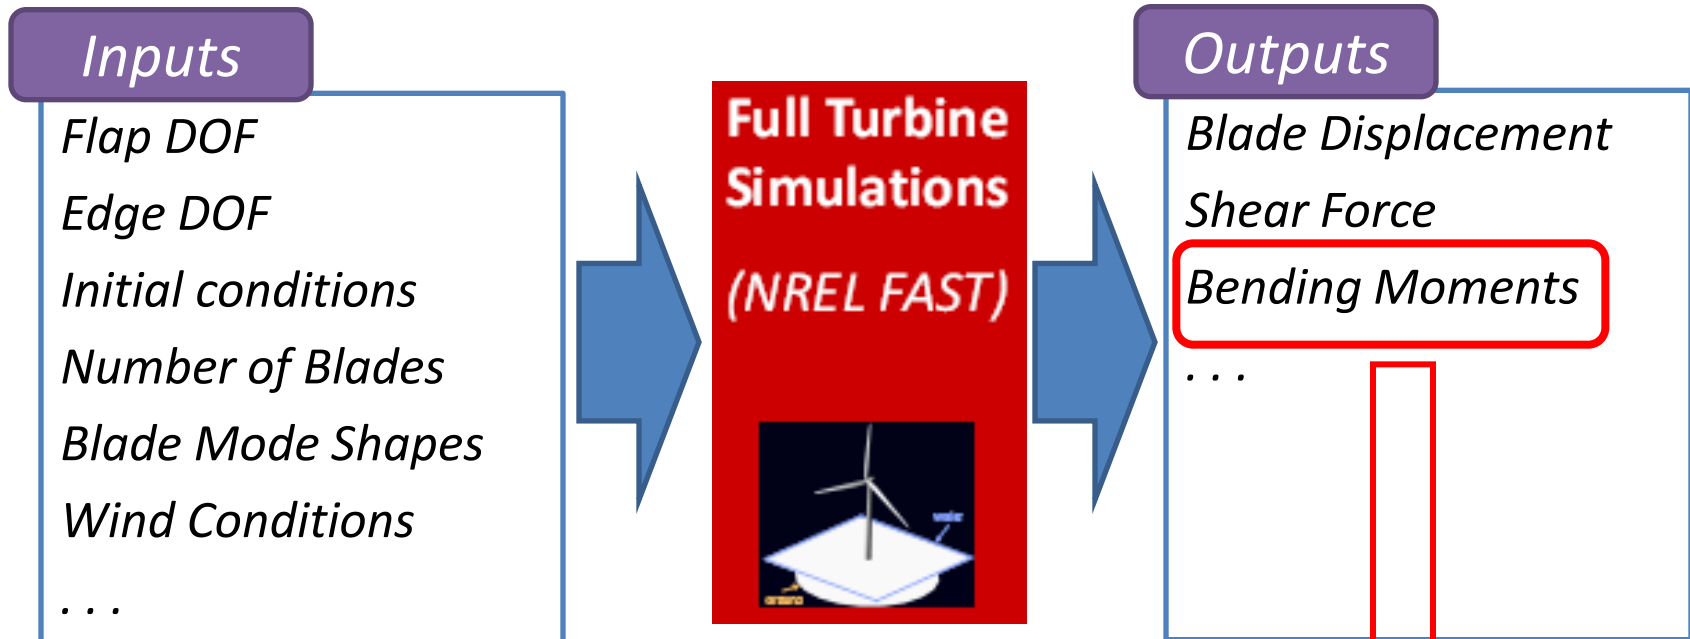 Inputs
Flap DOF
Edge DOF
Initial conditions
Number of Blades
Blade Mode Shapes
Wind Conditions
. . .
Full Turbine
Simulations
(NREL FAST)
Outputs
Blade Displacement
Shear Force
Bending Moments
. . .